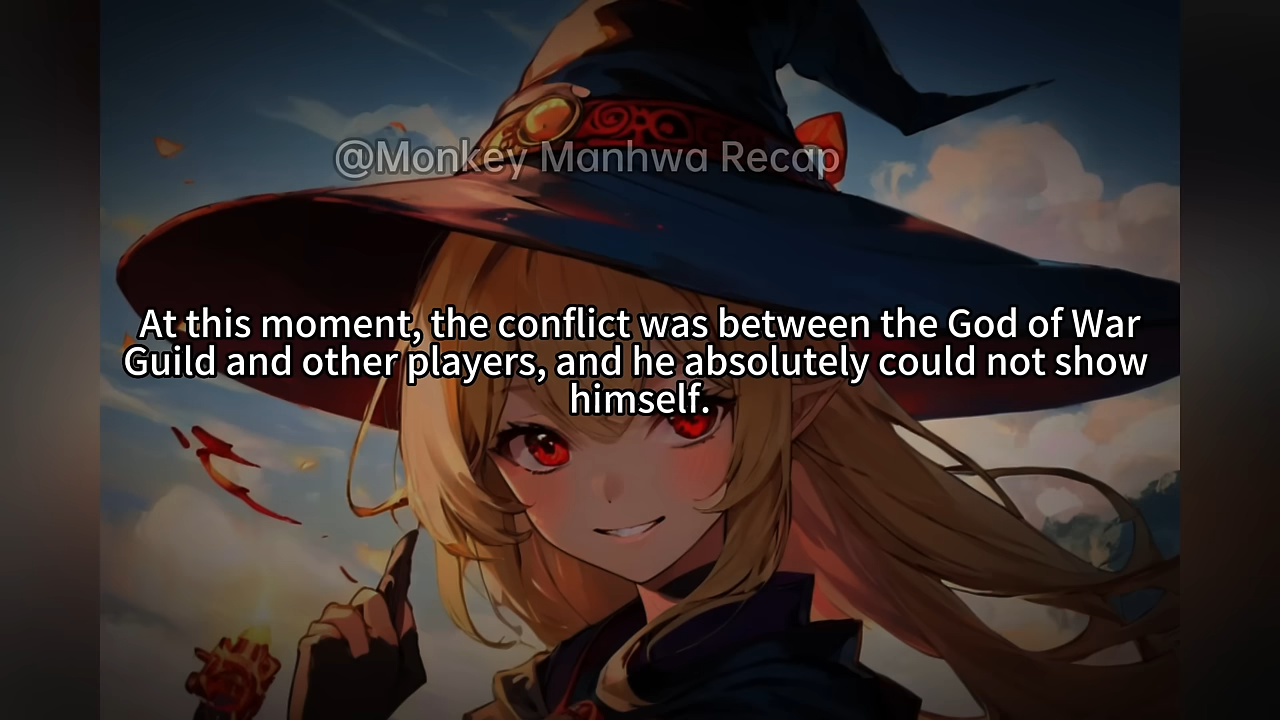 @Monkey Manhwa Recap
At this moment, the conflict was between the God of War
Guild and other players, and he absolutely could not show
himself.